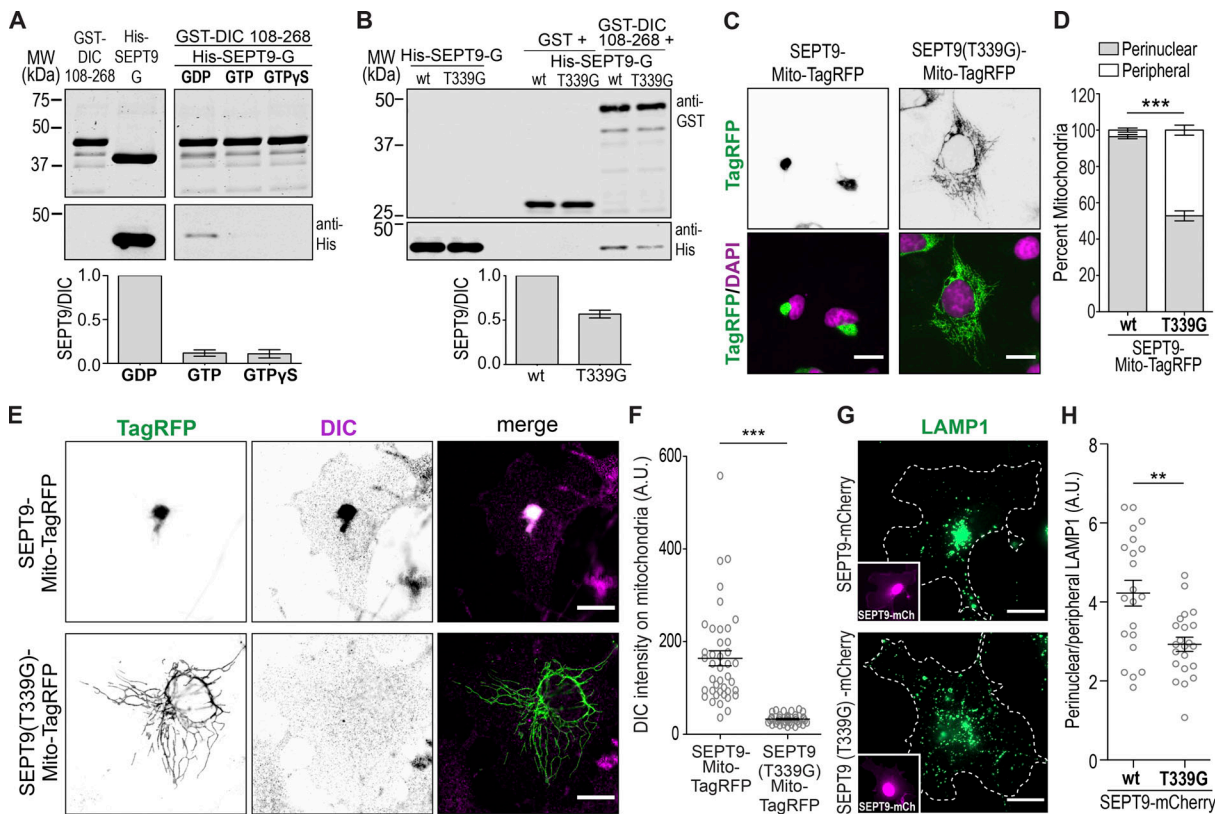 A
GST-
DIC
108-268
His-
SEPT9
G
GST-DIC 108-268
His-SEPT9-G
GDP GTP GTPγS
MW
(kDa)
75
50
37
50
anti-
His
SEPT9/DIC
1.0
0.5
0.0
GDP GTP GTPγS
B
MW
(kDa)
His-SEPT9-G
wt T339G
GST +
GST-DIC
108-268 +
His-SEPT9-G
wt T339G wt T339G
50
37
25
50
anti-
GST
anti-
His
SEPT9/DIC
1.0
0.5
0.0
wt T339G
C
SEPT9-
Mito-TagRFP
SEPT9(T339G)-
Mito-TagRFP
TagRFP
TagRFP/DAPI
D
Perinuclear
Peripheral
Percent Mitochondria
120
100
80
60
40
20
0
***
wt T339G
SEPT9-
Mito-TagRFP
E
TagRFP DIC merge
SEPT9-
Mito-TagRFP
SEPT9(T339G)-
Mito-TagRFP
F
DIC intensity on mitochondria (A.U.)
600
400
200
0
***
SEPT9-
Mito-
TagRFP
SEPT9
(T339G)
Mito-
TagRFP
G
LAMP1
SEPT9-mCherry
SEPT9-mCh
SEPT9 (T339G) -mCherry
SEPT9-mCh
H
Perinuclear/peripheral LAMP1 (A.U.)
8
6
4
2
0
**
wt T339G
SEPT9-mCherry